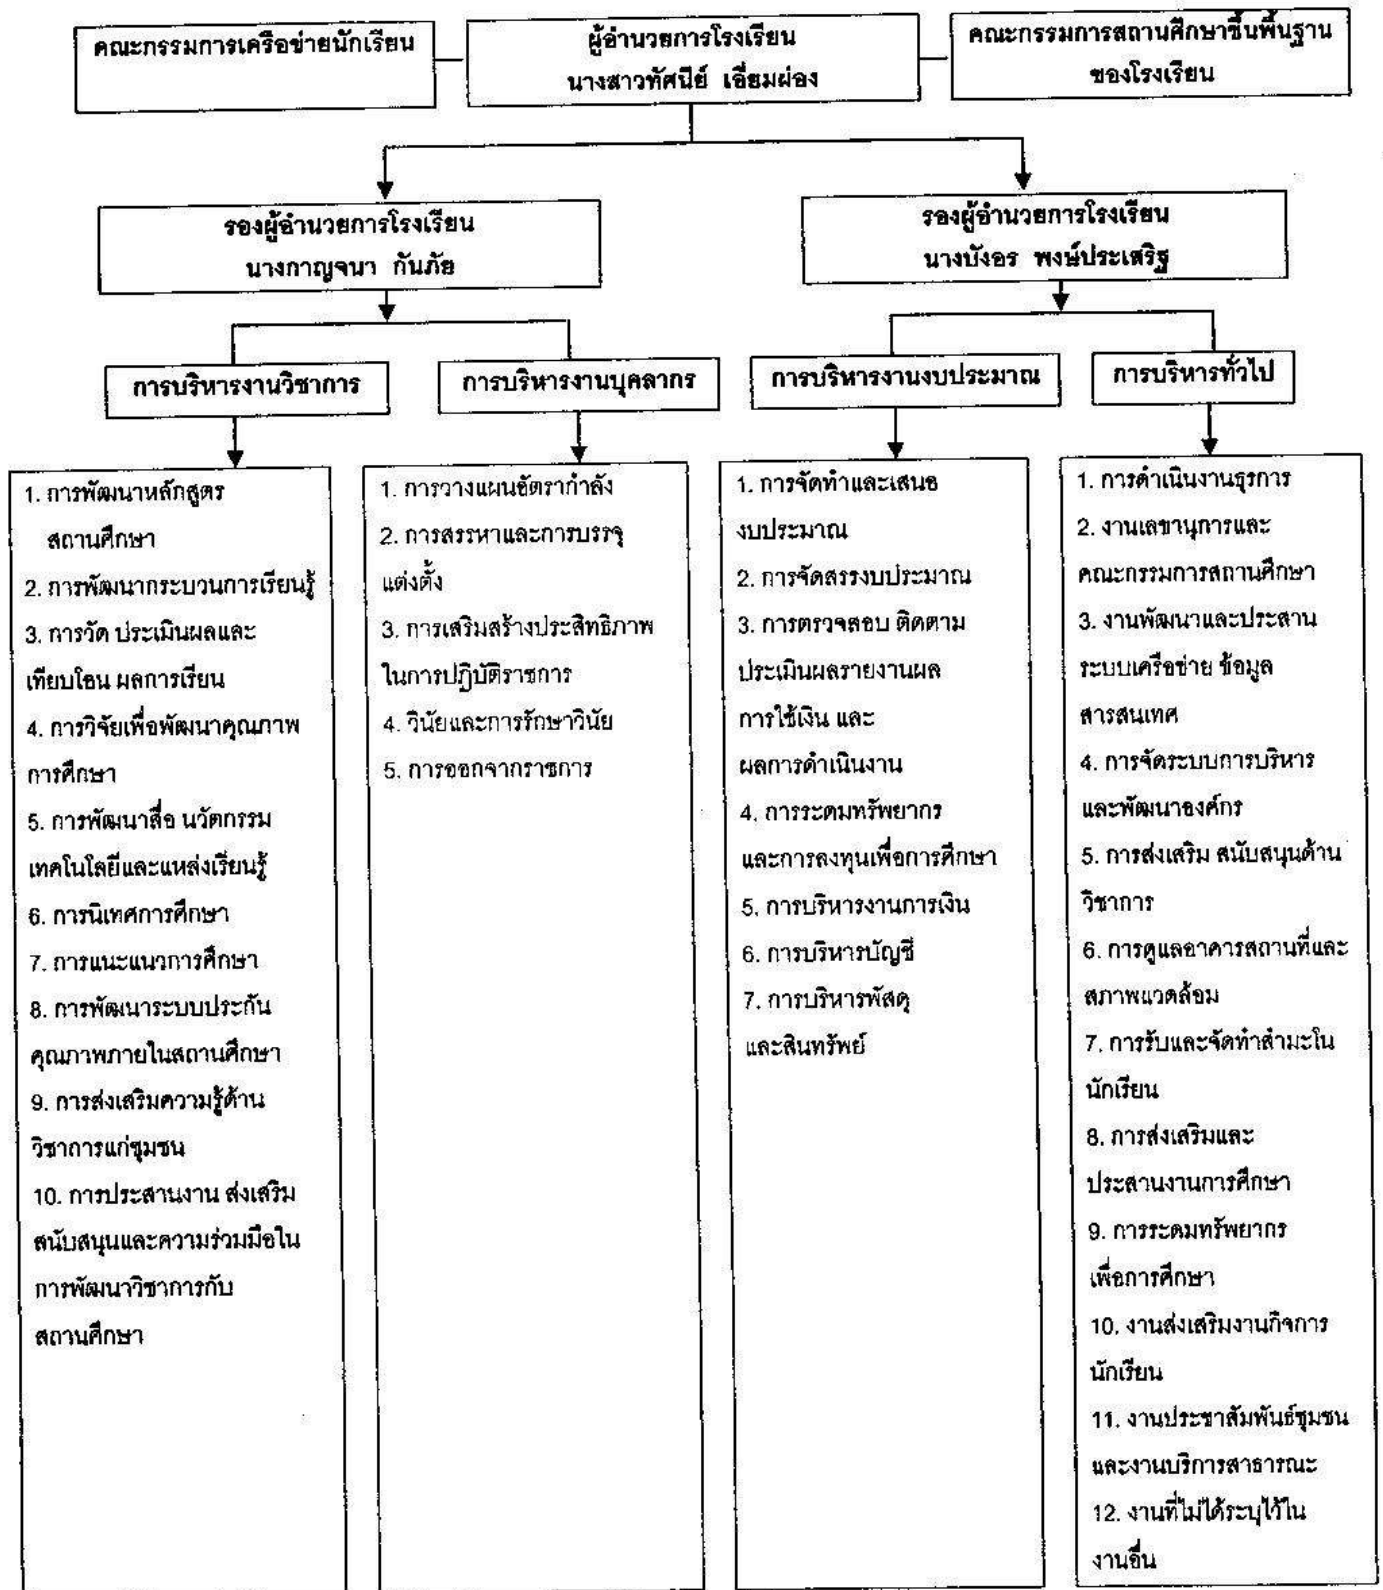 คณะกรรมการเครือข่ายนักเรียน
ผู้อำนวยการโรงเรียน
นางสาวทัศนีย์ เอี่ยมผ่อง
คณะกรรมการสถานศึกษาขั้นพื้นฐาน
ของโรงเรียน
รองผู้อำนวยการโรงเรียน
นางกาญจนา กันภัย
รองผู้อำนวยการโรงเรียน
นางบังอร พงษ์ประเสริฐ
การบริหารงานวิชาการ
การบริหารงานบุคลากร
การบริหารงานงบประมาณ
การบริหารทั่วไป
1. การพัฒนาหลักสูตร
สถานศึกษา
2. การพัฒนากระบวนการเรียนรู้
3. การวัด ประเมินผลและ
เทียบโอน ผลการเรียน
4. การวิจัยเพื่อพัฒนาคุณภาพ
การศึกษา
5. การพัฒนาสื่อ นวัตกรรม
เทคโนโลยีและแหล่งเรียนรู้
6. การนิเทศการศึกษา
7. การแนะแนวการศึกษา
8. การพัฒนาระบบประกัน
คุณภาพภายในสถานศึกษา
9. การส่งเสริมความรู้ด้าน
วิชาการแก่ชุมชน
10. การประสานงาน ส่งเสริม
สนับสนุนและความร่วมมือใน
การพัฒนาวิชาการกับ
สถานศึกษา
1. การวางแผนอัตรากำลัง
2. การสรรหาและการบรรจุ
แต่งตั้ง
3. การเสริมสร้างประสิทธิภาพ
ในการปฏิบัติราชการ
4. วินัยและการรักษาวินัย
5. การออกจากราชการ
1. การจัดทำและเสนอ
งบประมาณ
2. การจัดสรรงบประมาณ
3. การตรวจสอบ ติดตาม
ประเมินผลรายงานผล
การใช้เงิน และ
ผลการดำเนินงาน
4. การระดมทรัพยากร
และการลงทุนเพื่อการศึกษา
5. การบริหารงานการเงิน
6. การบริหารบัญชี
7. การบริหารพัสดุ
และสินทรัพย์
1. การดำเนินงานธุรการ
2. งานเลขานุการและ
คณะกรรมการสถานศึกษา
3. งานพัฒนาและประสาน
ระบบเครือข่าย ข้อมูล
สารสนเทศ
4. การจัดระบบการบริหาร
และพัฒนาองค์กร
5. การส่งเสริม สนับสนุนด้าน
วิชาการ
6. การดูแลอาคารสถานที่และ
สภาพแวดล้อม
7. การรับและจัดทำสำมะโน
นักเรียน
8. การส่งเสริมและ
ประสานงานการศึกษา
9. การระดมทรัพยากร
เพื่อการศึกษา
10. งานส่งเสริมงานกิจการ
นักเรียน
11. งานประชาสัมพันธ์ชุมชน
และงานบริการสาธารณะ
12. งานที่ไม่ได้ระบุไว้ใน
งานอื่น